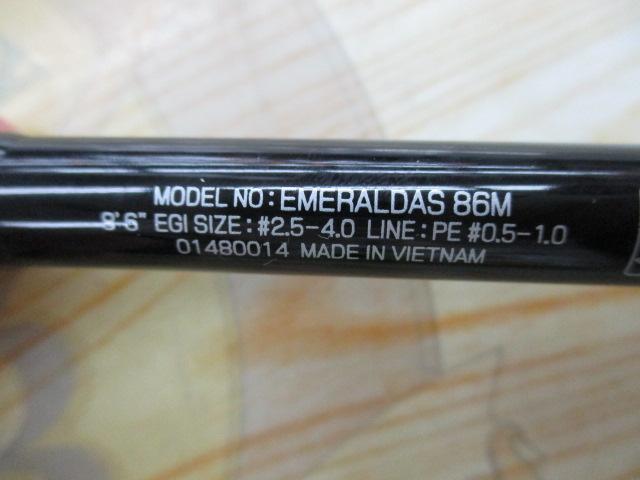 MODEL NO : EMERALDAS 86M
8'6" EGI SIZE : #2.5-4.0 LINE : PE #0.5-1.0
01480014 MADE IN VIETNAM